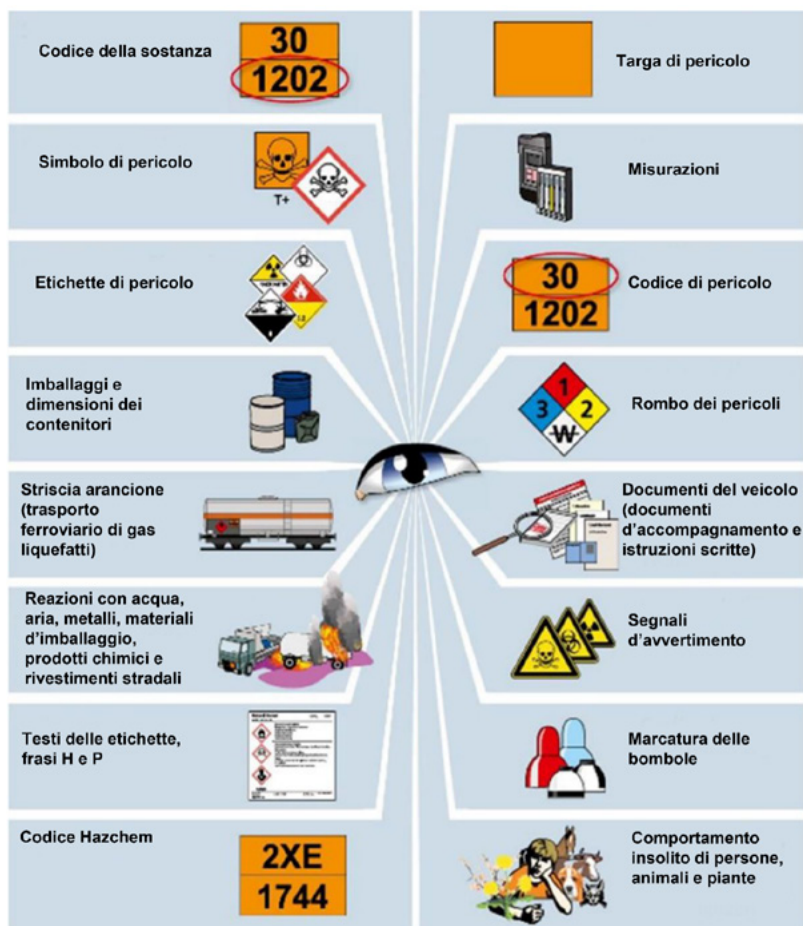 Codice della sostanza
30
1202
Targa di pericolo
Simbolo di pericolo
T+
Misurazioni
Etichette di pericolo
30
1202
Codice di pericolo
Imballaggi e
dimensioni dei
contenitori
1
3
2
W
Rombo dei pericoli
Striscia arancione
(trasporto
ferroviario di gas
liquefatti)
Documenti del veicolo
(documenti
d'accompagnamento e
istruzioni scritte)
Reazioni con acqua,
aria, metalli, materiali
d'imballaggio,
prodotti chimici e
rivestimenti stradali
Segnali
d'avvertimento
Testi delle etichette,
frasi H e P
Marcatura delle
bombole
Codice Hazchem
2XE
1744
Comportamento
insolito di persone,
animali e piante